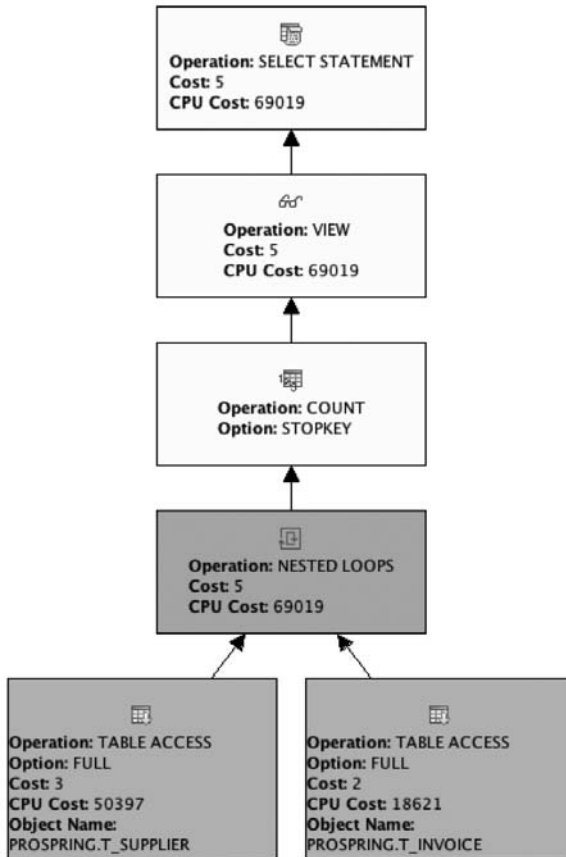 Operation: SELECT STATEMENT
Cost: 5
CPU Cost: 69019
Operation: VIEW
Cost: 5
CPU Cost: 69019
Operation: COUNT
Option: STOPKEY
Operation: NESTED LOOPS
Cost: 5
CPU Cost: 69019
Operation: TABLE ACCESS
Option: FULL
Cost: 3
CPU Cost: 50397
Object Name:
PROSPRING.T_SUPPLIER
Operation: TABLE ACCESS
Option: FULL
Cost: 2
CPU Cost: 18621
Object Name:
PROSPRING.T_INVOICE